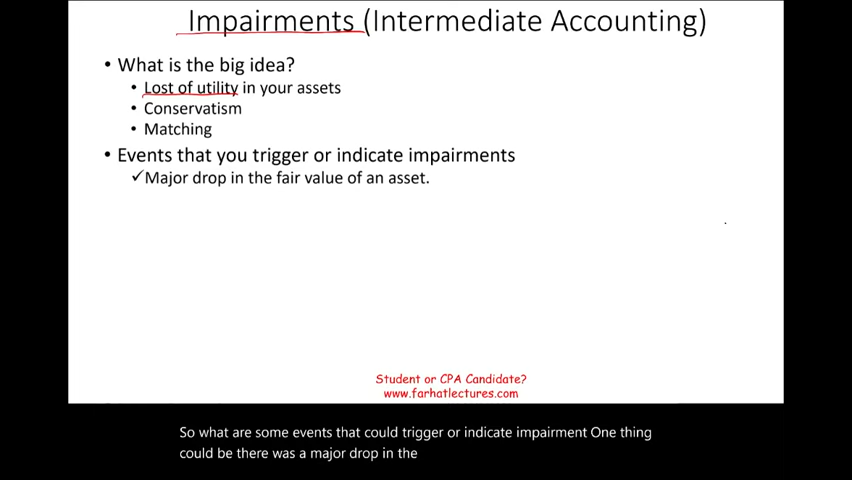 Impairments (Intermediate Accounting)
• What is the big idea?
• Lost of utility in your assets
• Conservatism
• Matching
• Events that you trigger or indicate impairments
✓Major drop in the fair value of an asset.
Student or CPA Candidate?
www.farhatlectures.com
So what are some events that could trigger or indicate impairment One thing
could be there was a major drop in the